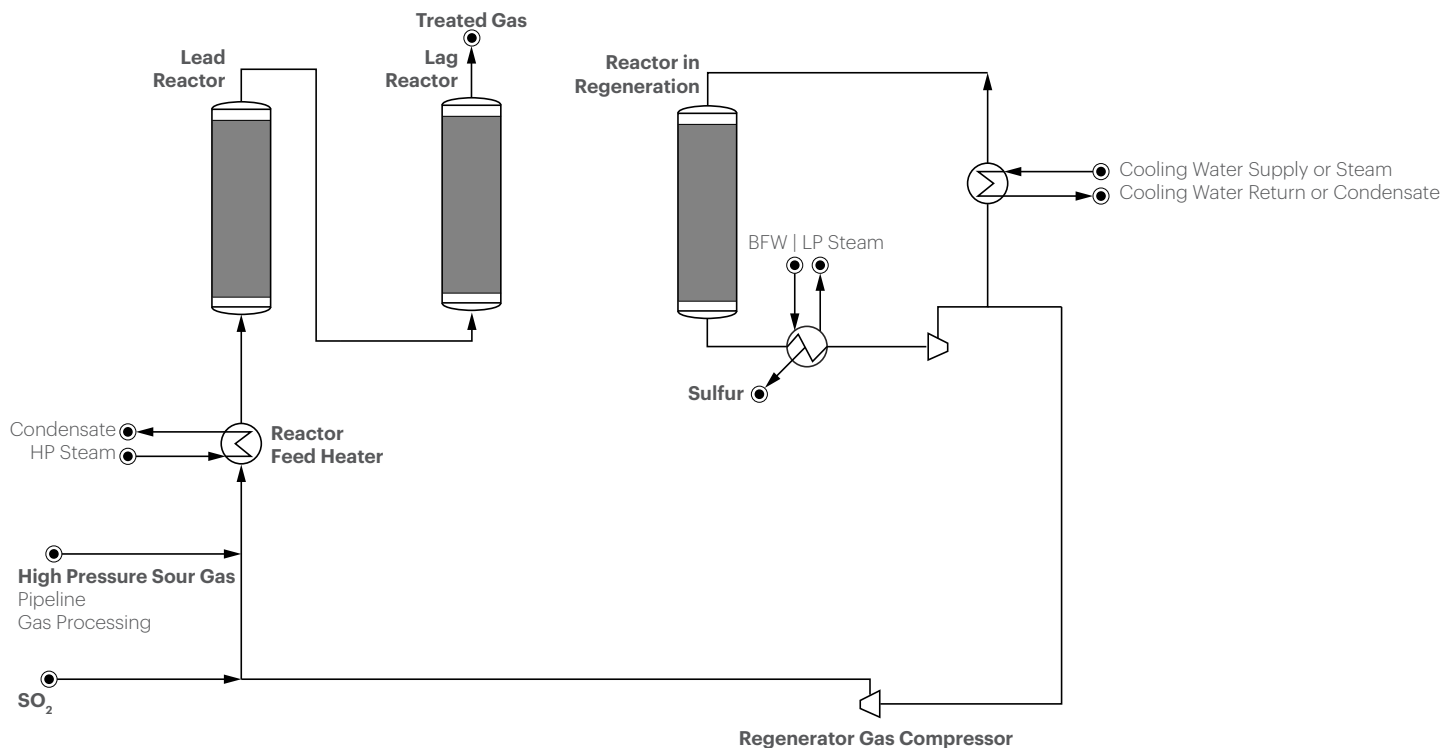 Treated Gas
Lead
Reactor
Lag
Reactor
Reactor in
Regeneration
Cooling Water Supply or Steam
Cooling Water Return or Condensate
BFW | LP Steam
Sulfur
Condensate
HP Steam
Reactor
Feed Heater
High Pressure Sour Gas
Pipeline
Gas Processing
SO₂
Regenerator Gas Compressor